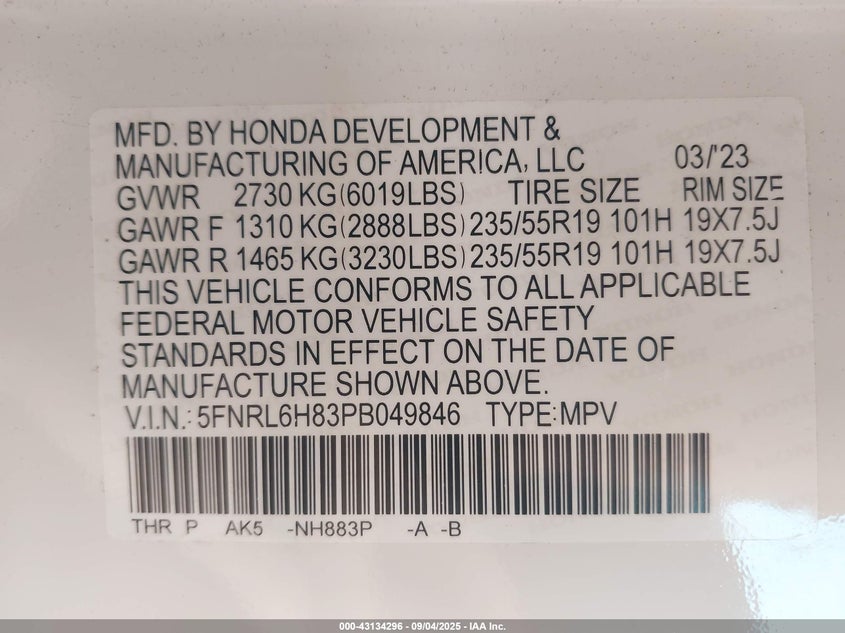 MFD. BY HONDA DEVELOPMENT &
MANUFACTURING OF AMERICA, LLC 03/'23
GVWR 2730 KG(6019LBS) TIRE SIZE RIM SIZE
GAWR F 1310 KG(2888LBS) 235/55R19 101H 19X7.5J
GAWR R 1465 KG(3230LBS) 235/55R19 101H 19X7.5J
THIS VEHICLE CONFORMS TO ALL APPLICABLE
FEDERAL MOTOR VEHICLE SAFETY
STANDARDS IN EFFECT ON THE DATE OF
MANUFACTURE SHOWN ABOVE.
V.I.N.: 5FNRL6H83PB049846 TYPE:MPV
THR P AK5 -NH883P -A -B
000-43134296 - 09/04/2025 - IAA Inc.